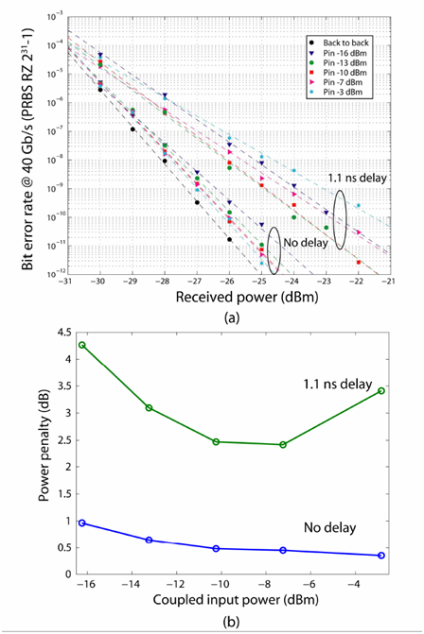 10⁻³
10⁻⁴
10⁻⁵
10⁻⁶
10⁻⁷
10⁻⁸
10⁻⁹
10⁻¹⁰
10⁻¹¹
10⁻¹²
Bit error rate @ 40 Gb/s (PRBS RZ 2³¹-1)
Back to back
Pin -16 dBm
Pin -13 dBm
Pin -10 dBm
Pin -7 dBm
Pin -3 dBm
1.1 ns delay
No delay
−31 −30 −29 −28 −27 −26 −25 −24 −23 −22 −21
Received power (dBm)
(a)
4.5
4
3.5
3
2.5
2
1.5
1
0.5
0
Power penalty (dB)
1.1 ns delay
No delay
−16 −14 −12 −10 −8 −6 −4
Coupled input power (dBm)
(b)